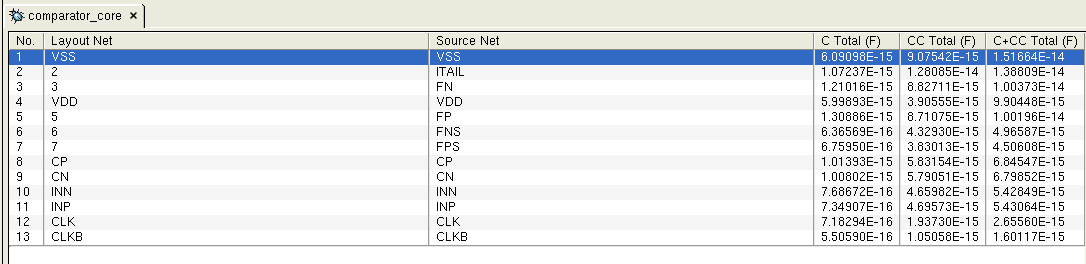 comparator_core
No. Layout Net Source Net C Total (F) CC Total (F) C+CC Total (F)
1 VSS VSS 6.09098E-15 9.07542E-15 1.51664E-14
2 2 ITAIL 1.07237E-15 1.28085E-14 1.38809E-14
3 3 FN 1.21016E-15 8.82711E-15 1.00373E-14
4 VDD VDD 5.99893E-15 3.90555E-15 9.90448E-15
5 5 FP 1.30886E-15 8.71075E-15 1.00196E-14
6 6 FNS 6.36569E-16 4.32930E-15 4.96587E-15
7 7 FPS 6.75950E-16 3.83013E-15 4.50608E-15
8 CP CP 1.01393E-15 5.83154E-15 6.84547E-15
9 CN CN 1.00802E-15 5.79051E-15 6.79852E-15
10 INN INN 7.68672E-16 4.65982E-15 5.42849E-15
11 INP INP 7.34907E-16 4.69573E-15 5.43064E-15
12 CLK CLK 7.18294E-16 1.93730E-15 2.65560E-15
13 CLKB CLKB 5.50590E-16 1.05058E-15 1.60117E-15